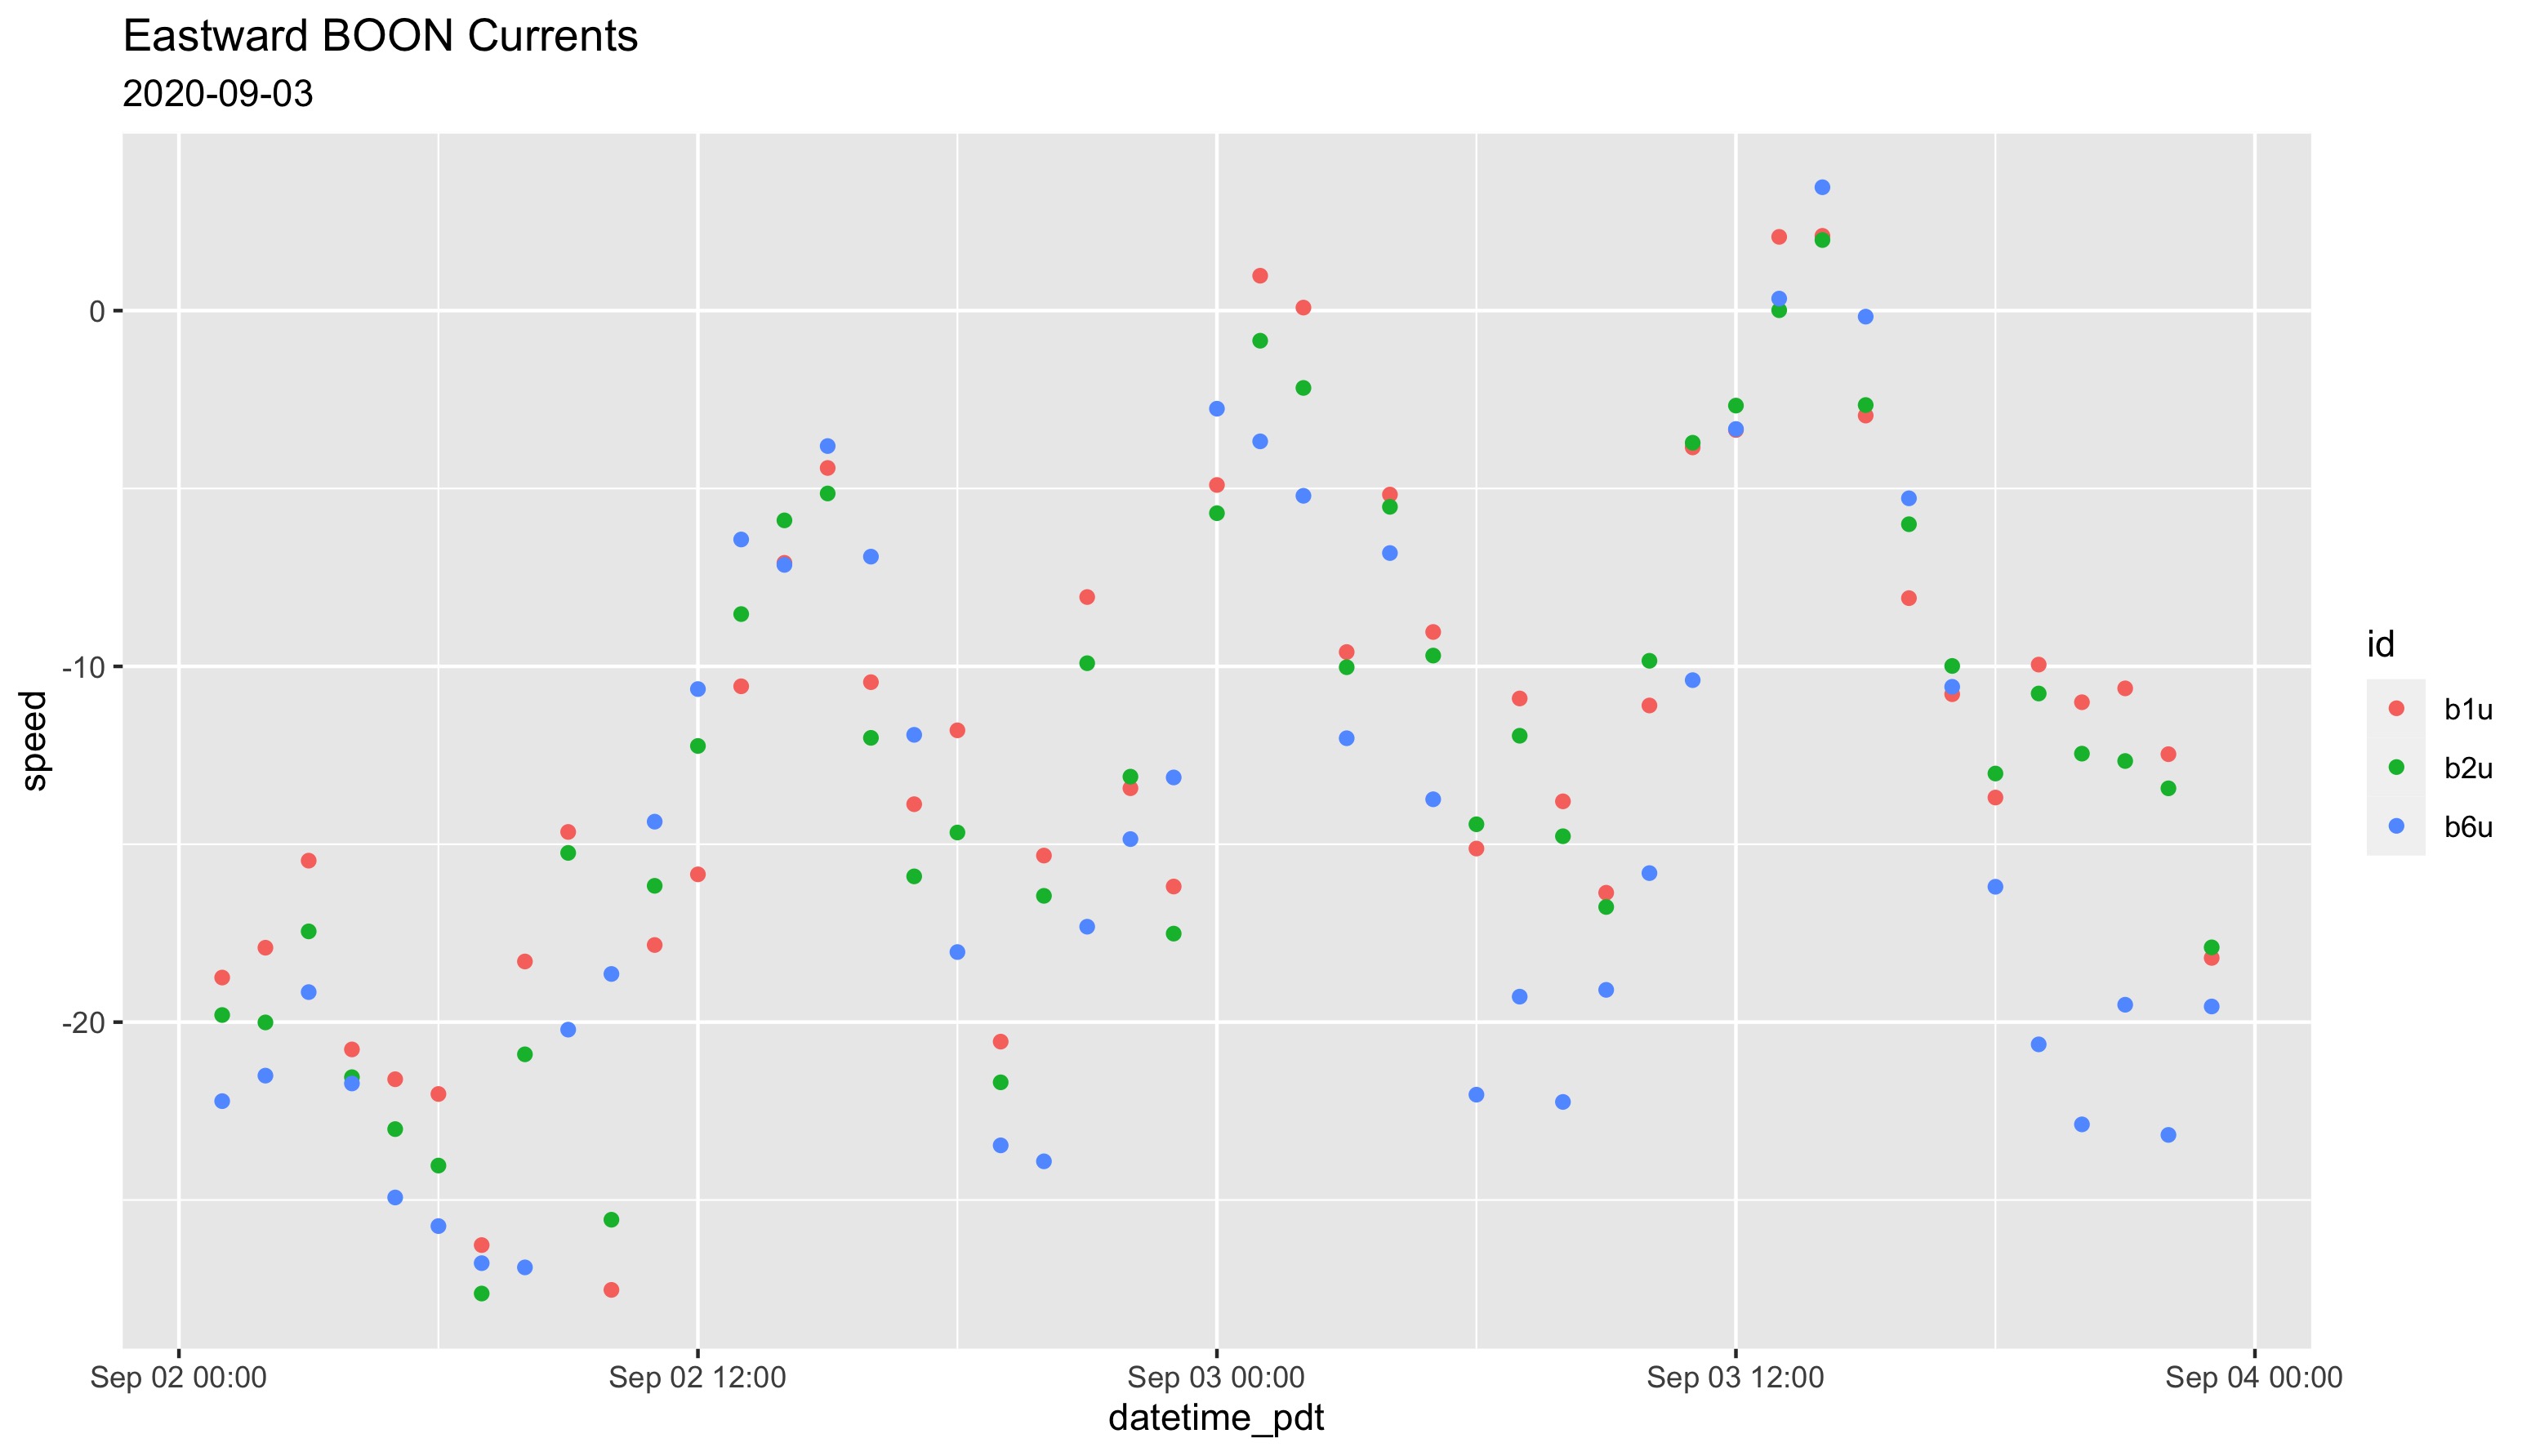 Eastward BOON Currents
2020-09-03
0
-10
-20
speed
Sep 02 00:00 Sep 02 12:00 Sep 03 00:00 Sep 03 12:00 Sep 04 00:00
datetime_pdt
id
b1u
b2u
b6u